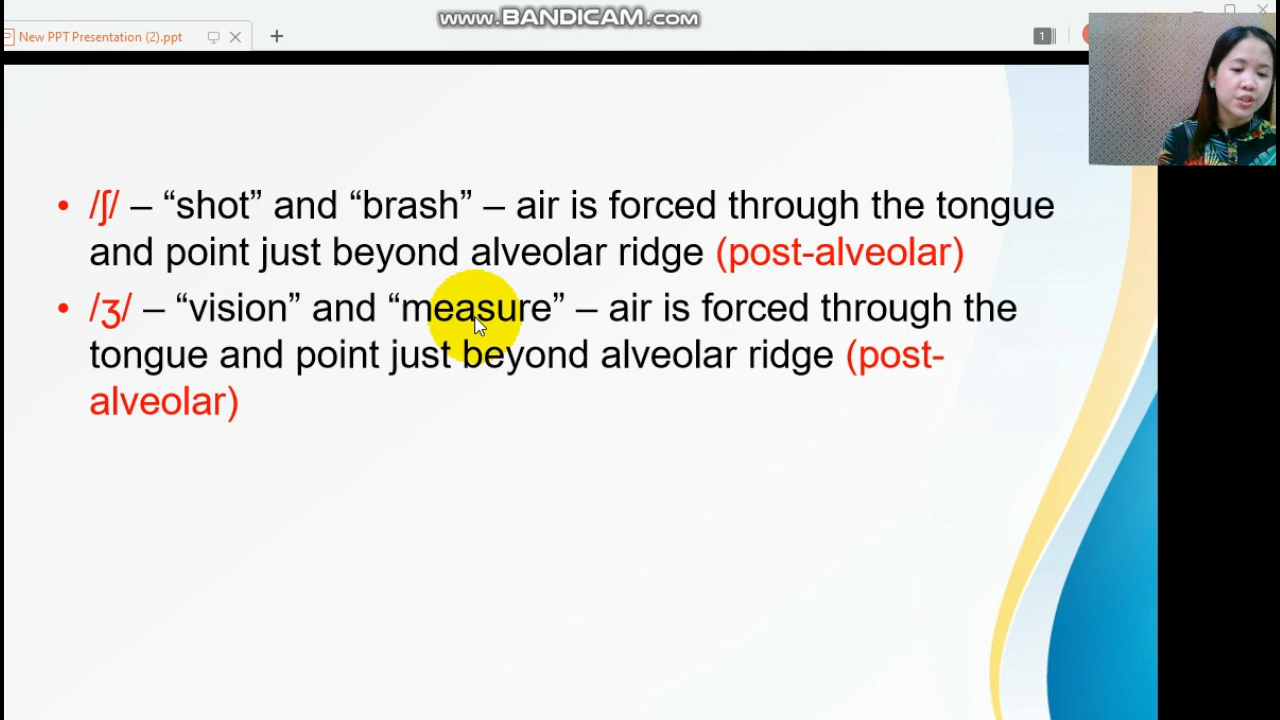 www.BANDICAM.com
New PPT Presentation (2).ppt
1
• /ʃ/ – “shot” and “brash” – air is forced through the tongue
and point just beyond alveolar ridge (post-alveolar)
• /ʒ/ – “vision” and “measure” – air is forced through the
tongue and point just beyond alveolar ridge (post-
alveolar)